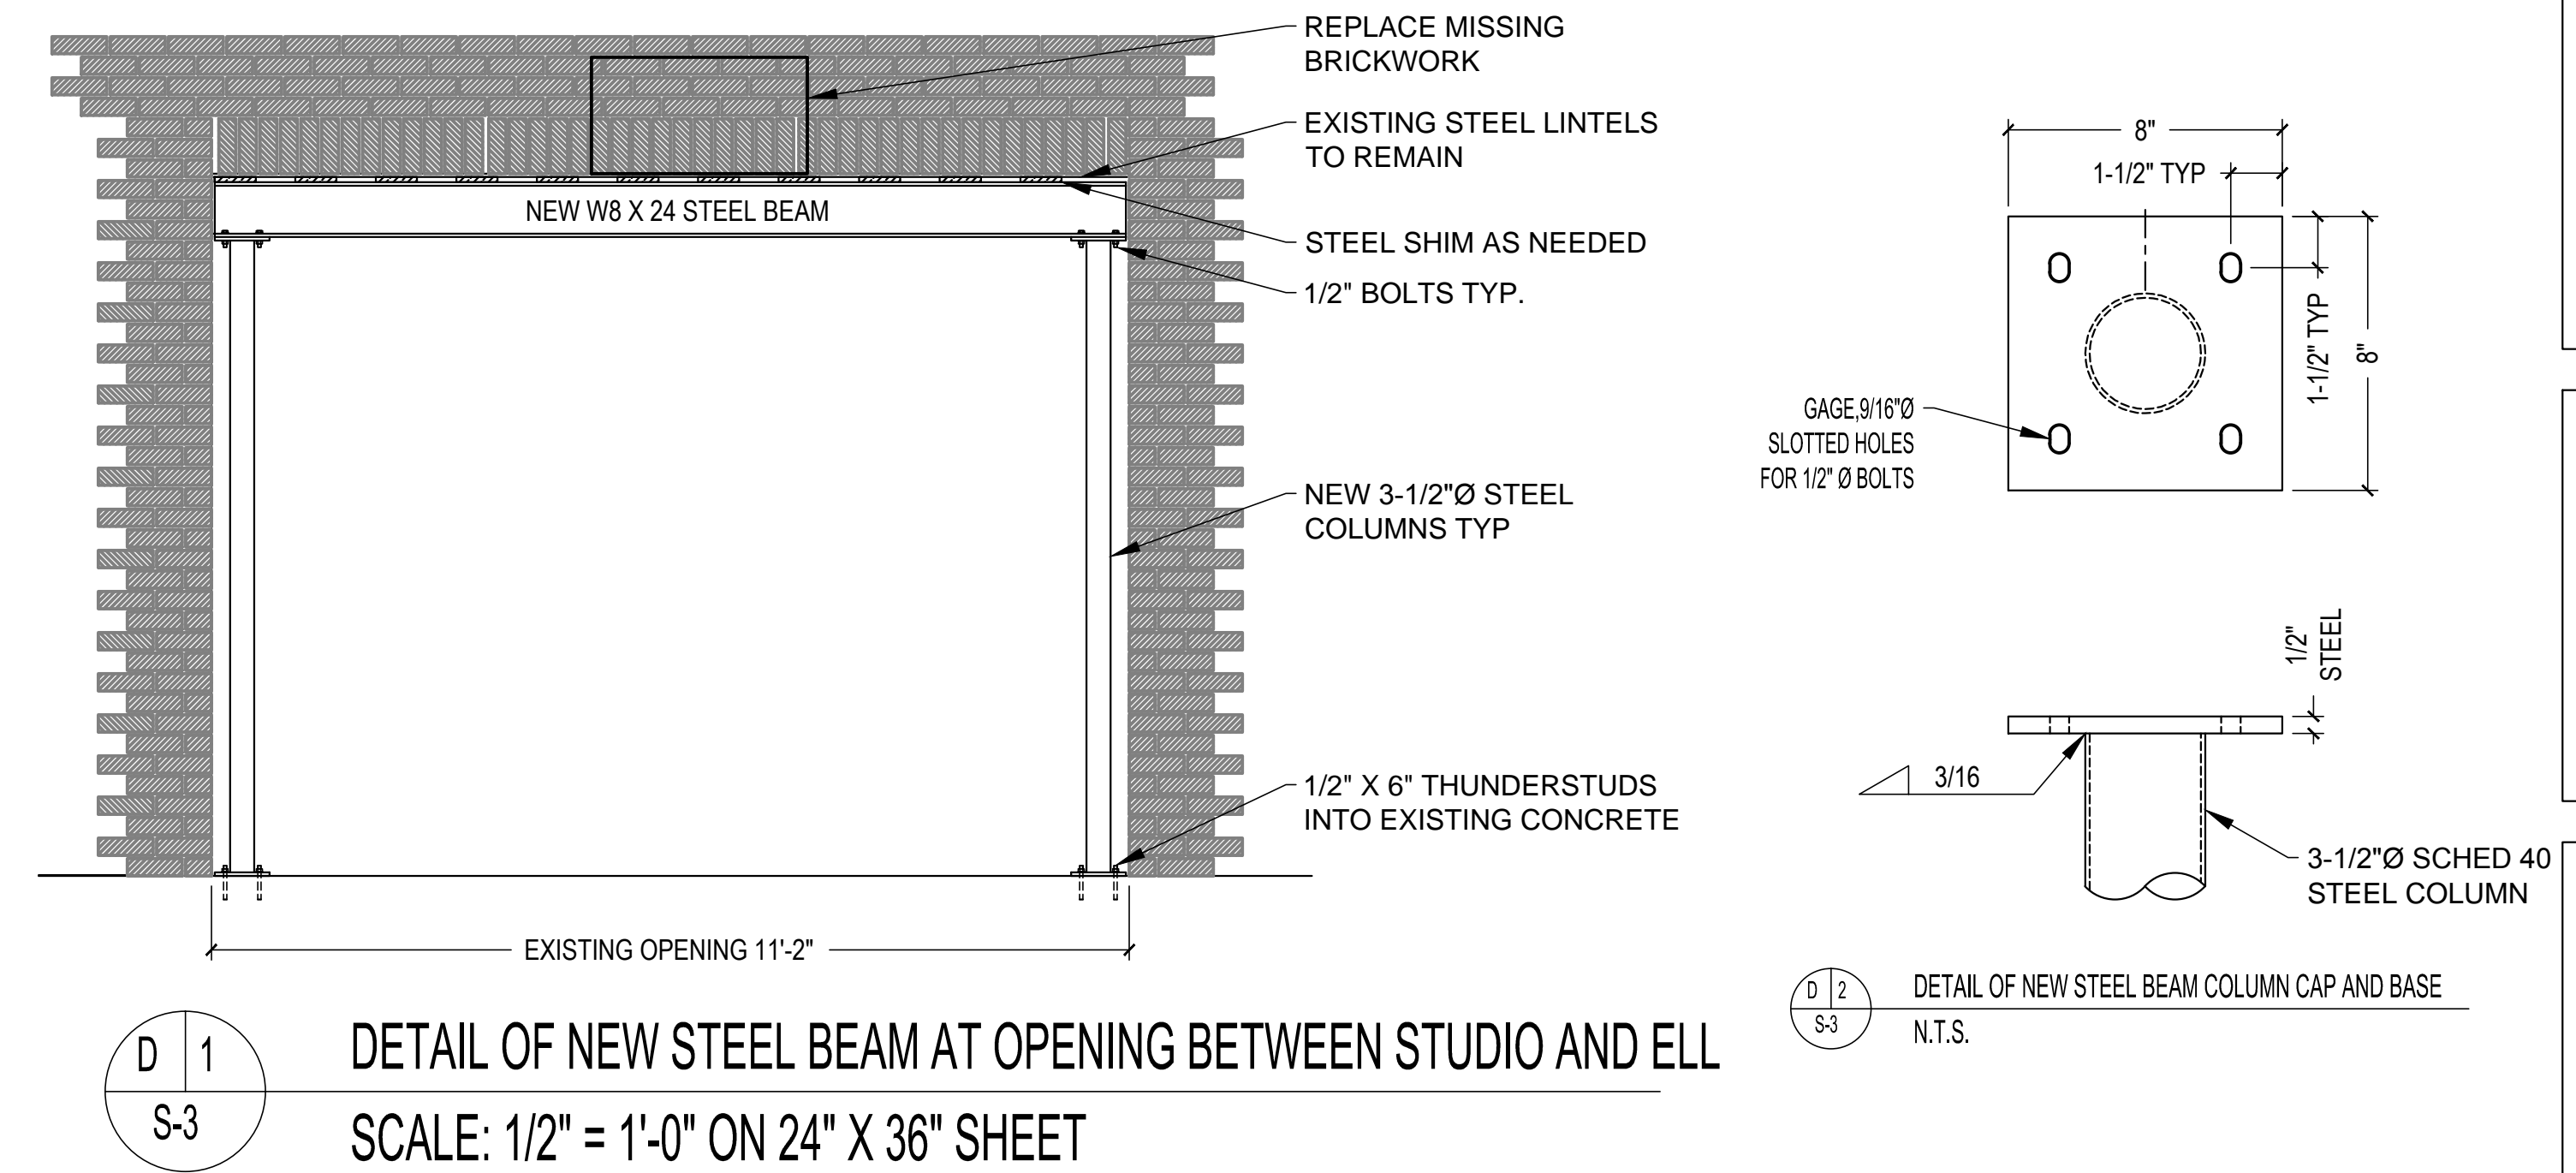 REPLACE MISSING
BRICKWORK
EXISTING STEEL LINTELS
TO REMAIN
NEW W8 X 24 STEEL BEAM
STEEL SHIM AS NEEDED
1/2" BOLTS TYP.
NEW 3-1/2"Ø STEEL
COLUMNS TYP
1/2" X 6" THUNDERSTUDS
INTO EXISTING CONCRETE
EXISTING OPENING 11'-2"
D 1
S-3
DETAIL OF NEW STEEL BEAM AT OPENING BETWEEN STUDIO AND ELL
SCALE: 1/2" = 1'-0" ON 24" X 36" SHEET
8"
1-1/2" TYP
1-1/2" TYP
8"
GAGE,9/16"Ø
SLOTTED HOLES
FOR 1/2" Ø BOLTS
1/2"
STEEL
3/16
3-1/2"Ø SCHED 40
STEEL COLUMN
D 2
S-3
DETAIL OF NEW STEEL BEAM COLUMN CAP AND BASE
N.T.S.